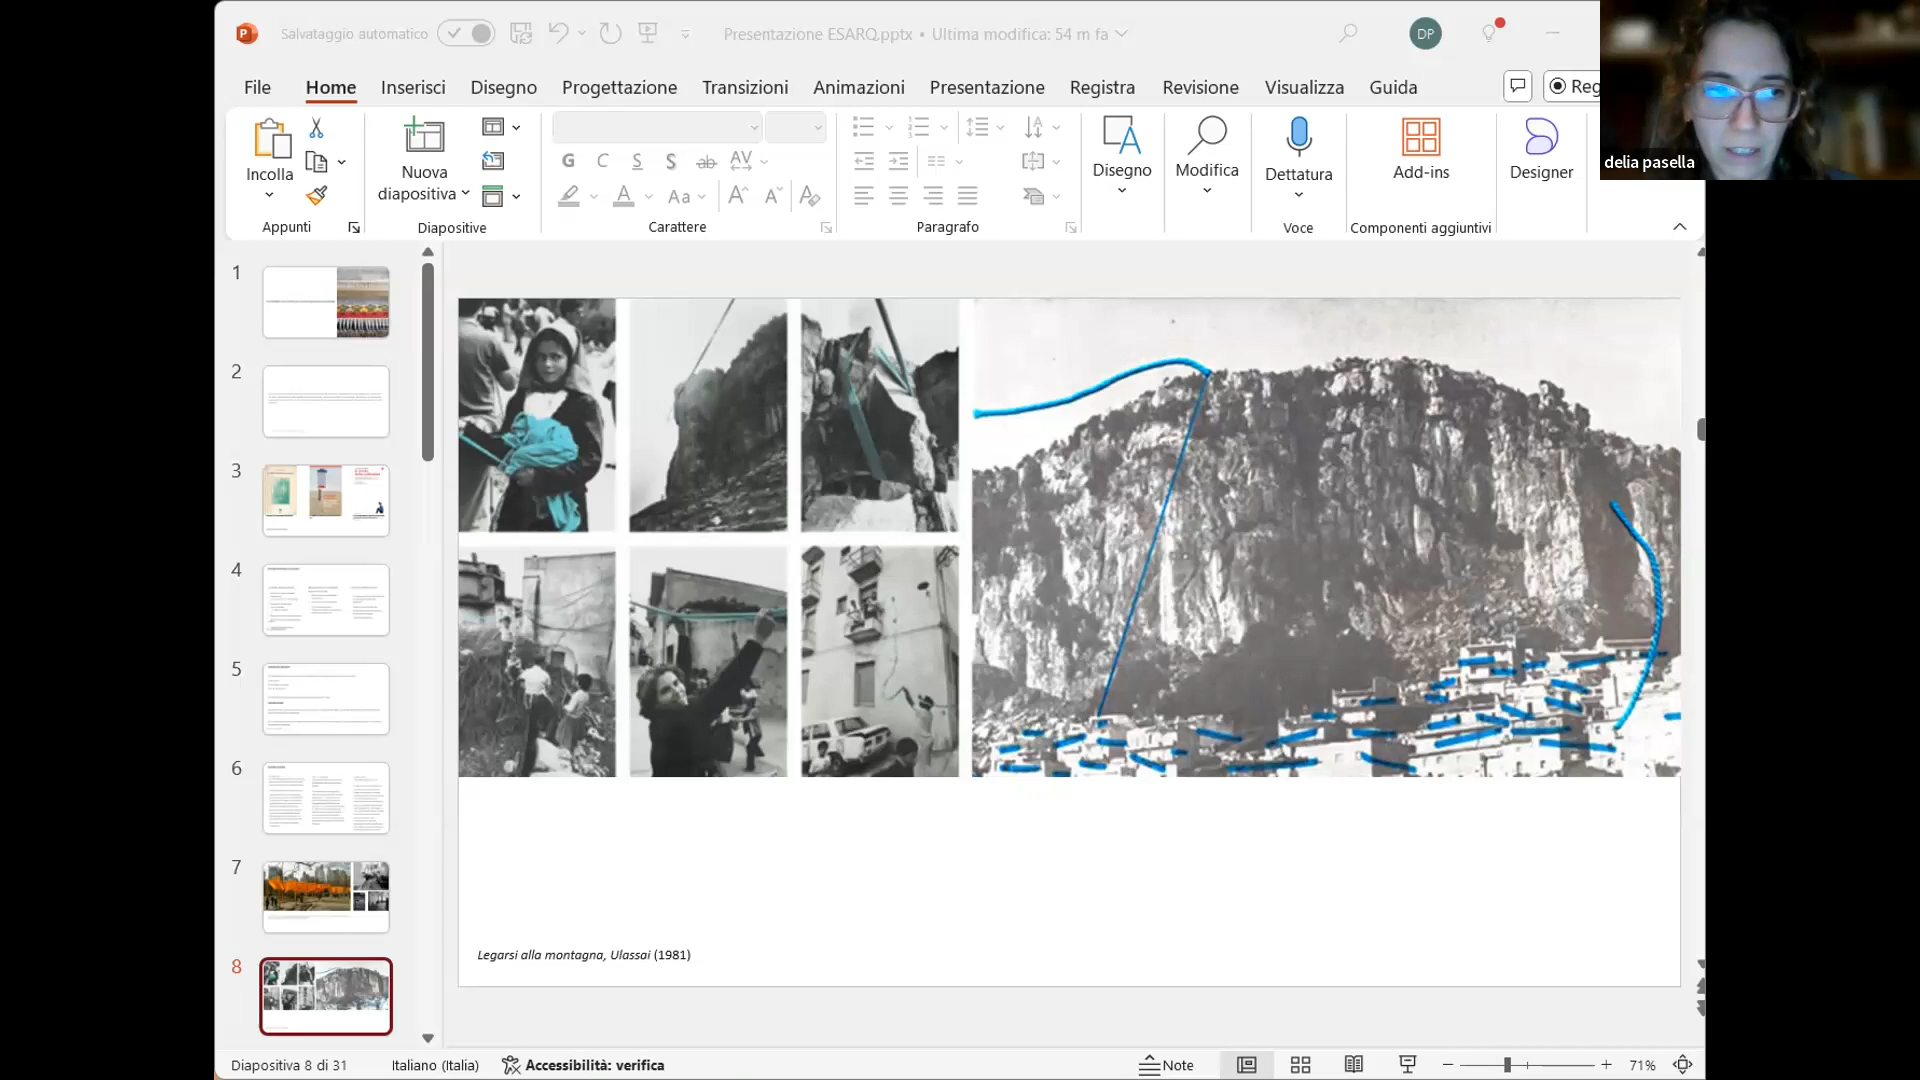 Salvataggio automatico
Presentazione ESARQ.pptx • Ultima modifica: 54 m fa
DP
File Home Inserisci Disegno Progettazione Transizioni Animazioni Presentazione Registra Revisione Visualizza Guida Reg
Incolla
Nuova
diapositiva
G C S S ab AV
A Aa A A A
Disegno
Modifica
Dettatura
Add-ins
Designer
Appunti Diapositive Carattere Paragrafo Voce Componenti aggiuntivi
delia pasella
1
2
3
4
5
6
7
8
Legarsi alla montagna, Ulassai (1981)
Diapositiva 8 di 31 Italiano (Italia) Accessibilità: verifica Note 71%